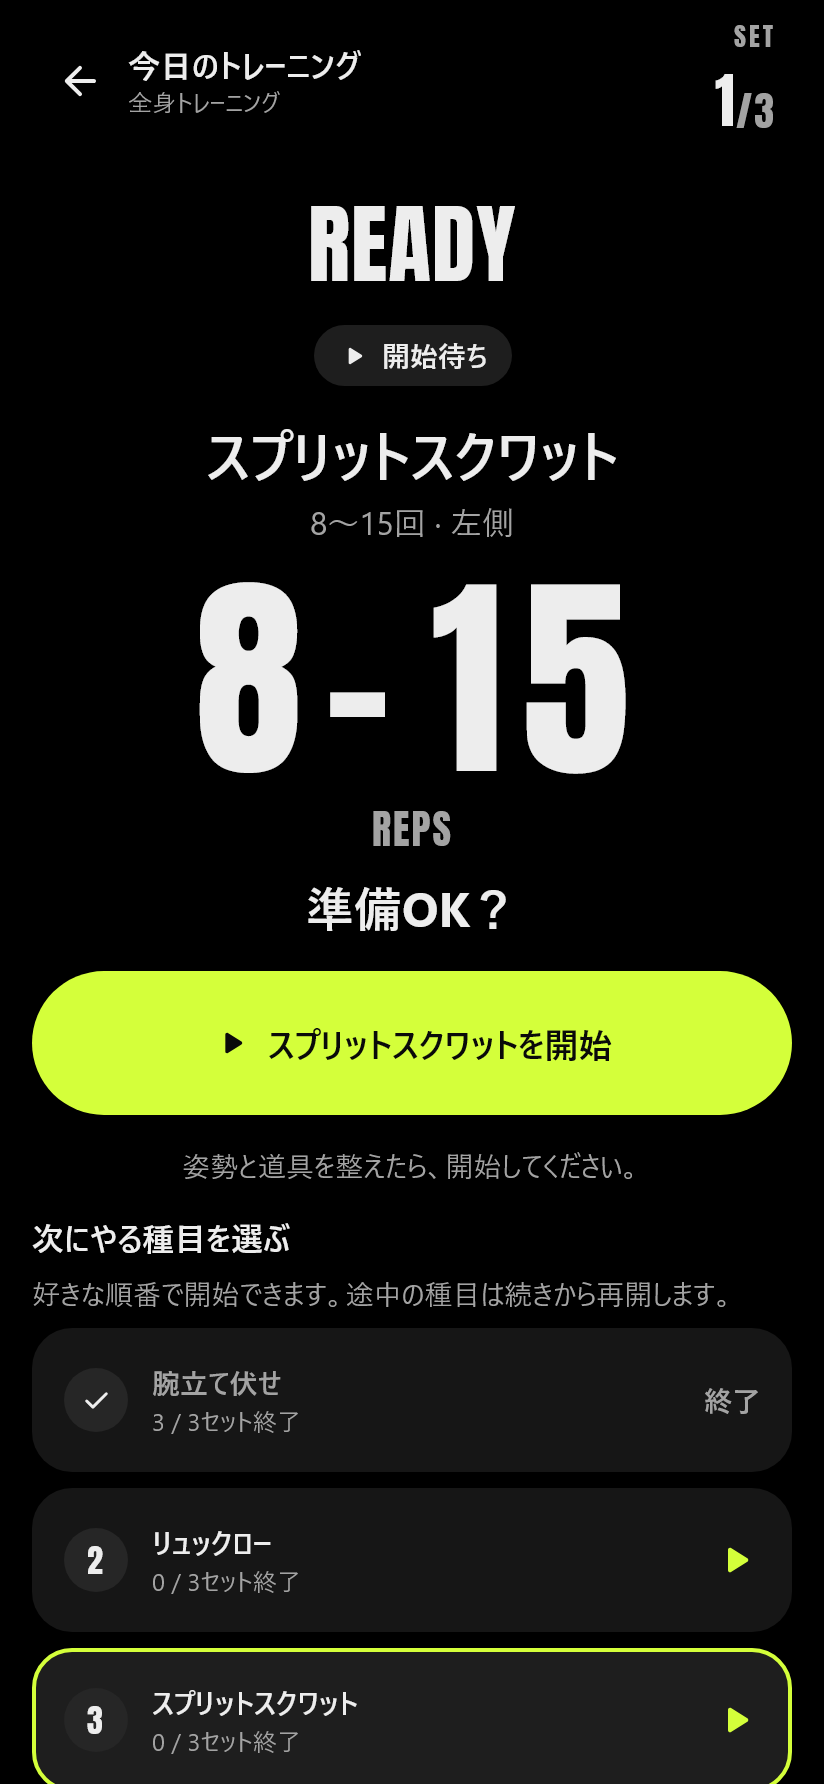 今日のトレーニング
全身トレーニング
SET
1/3
READY
開始待ち
スプリットスクワット
8〜15回 · 左側
8-15
REPS
準備OK？
スプリットスクワットを開始
姿勢と道具を整えたら、開始してください。
次にやる種目を選ぶ
好きな順番で開始できます。途中の種目は続きから再開します。
腕立て伏せ
3 / 3セット終了
終了
2
リュックロー
0 / 3セット終了
3
スプリットスクワット
0 / 3セット終了